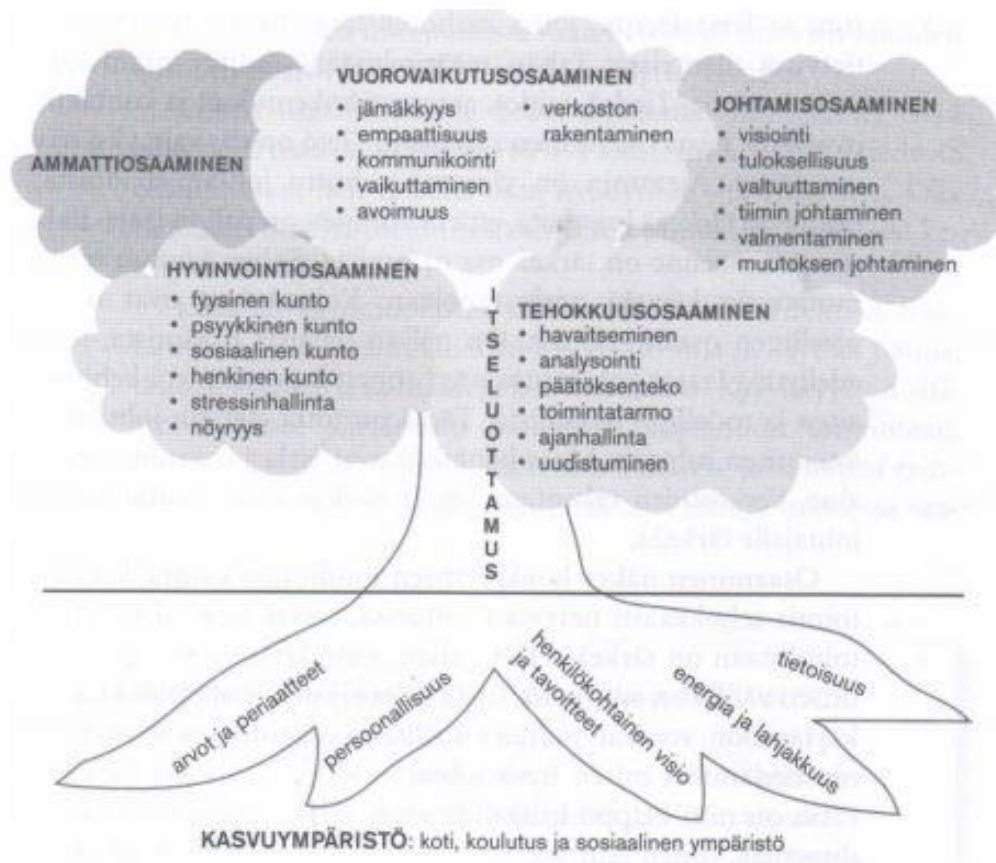 VUOROVAIKUTUSOSAAMINEN
• jämäkkyys
• empaattisuus
• kommunikointi
• vaikuttaminen
• avoimuus
• verkoston
rakentaminen
JOHTAMISOSAAMINEN
• visiointi
• tuloksellisuus
• valtuuttaminen
• tiimin johtaminen
• valmentaminen
• muutoksen johtaminen
AMMATTIOSAAMINEN
HYVINVOINTIOSAAMINEN
• fyysinen kunto
• psyykkinen kunto
• sosiaalinen kunto
• henkinen kunto
• stressinhallinta
• nöyryys
ITSELUOTTAMUS
TEHOKKUUSOSAAMINEN
• havaitseminen
• analysointi
• päätöksenteko
• toimintatarmo
• ajanhallinta
• uudistuminen
arvot ja periaatteet
persoonallisuus
henkilökohtainen visio
ja tavoitteet
energia ja lahjakkuus
tietoisuus
KASVUYMPÄRISTÖ: koti, koulutus ja sosiaalinen ympäristö